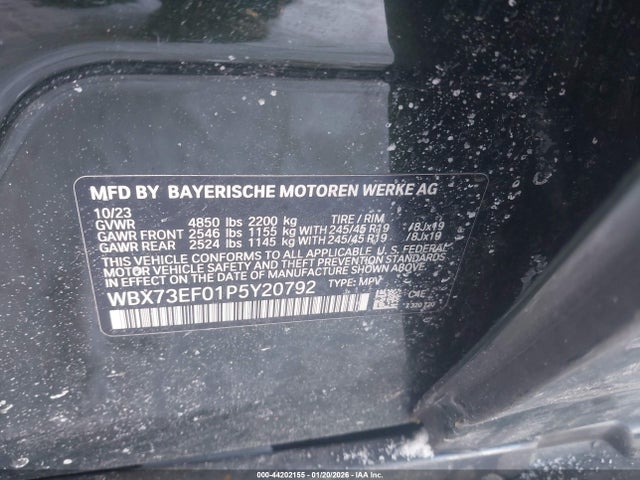 MFD BY BAYERISCHE MOTOREN WERKE AG
10/23
GVWR 4850 lbs 2200 kg TIRE / RIM
GAWR FRONT 2546 lbs 1155 kg WITH 245/45 R19 /8Jx19
GAWR REAR 2524 lbs 1145 kg WITH 245/45 R19 /8Jx19
THIS VEHICLE CONFORMS TO ALL APPLICABLE U.S. FEDERAL
MOTOR VEHICLE SAFETY AND THEFT PREVENTION STANDARDS
IN EFFECT ON THE DATE OF MANUFACTURE SHOWN ABOVE.
WBX73EF01P5Y20792 TYPE: MPV
000-44202155 - 01/20/2026 - IAA, Inc.